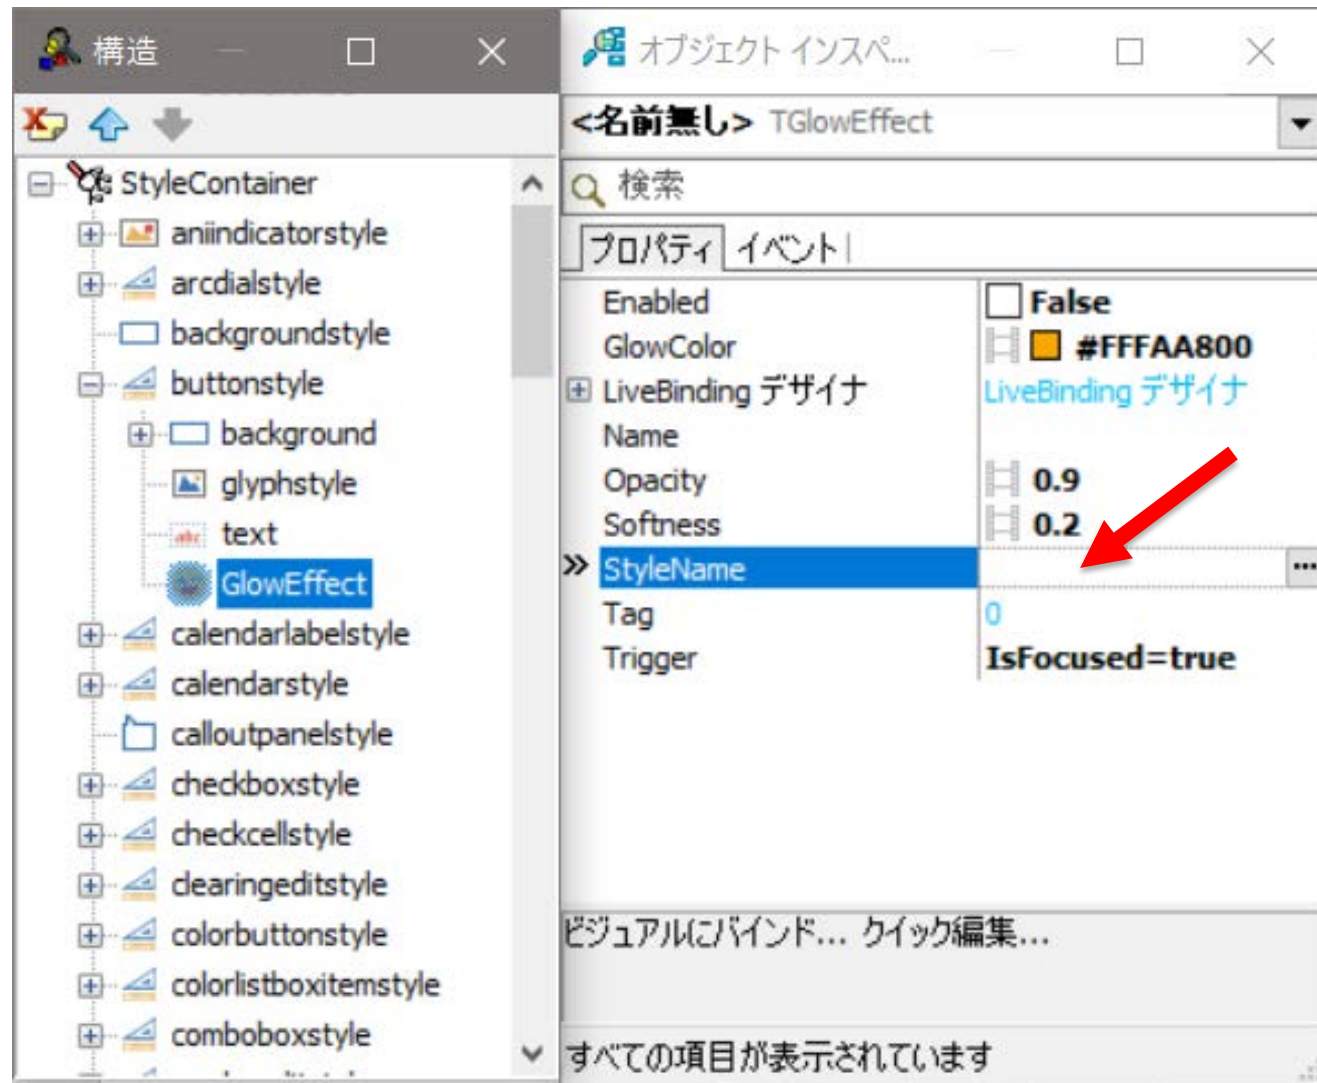 構造
StyleContainer
aniindicatorstyle
arcdialstyle
backgroundstyle
buttonstyle
background
glyphstyle
text
GlowEffect
calendarlabelstyle
calendarstyle
calloutpanelstyle
checkboxstyle
checkcellstyle
clearingeditstyle
colorbuttonstyle
colorlistboxitemstyle
comboboxstyle
オブジェクト インスペ...
<名前無し> TGlowEffect
検索
プロパティ イベント
Enabled False
GlowColor #FFFAA800
LiveBinding デザイナ LiveBinding デザイナ
Name
Opacity 0.9
Softness 0.2
StyleName ...
Tag 0
Trigger IsFocused=true
ビジュアルにバインド... クイック編集...
すべての項目が表示されています